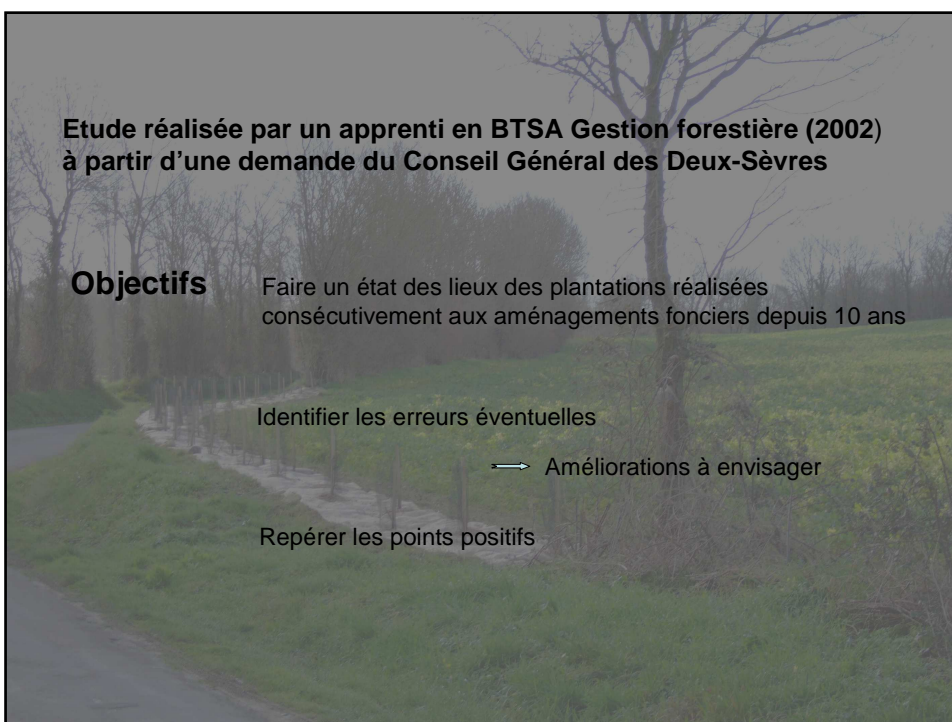 Etude réalisée par un apprenti en BTSA Gestion forestière (2002)
à partir d'une demande du Conseil Général des Deux-Sèvres
Objectifs
Faire un état des lieux des plantations réalisées
consécutivement aux aménagements fonciers depuis 10 ans
Identifier les erreurs éventuelles
Améliorations à envisager
Repérer les points positifs